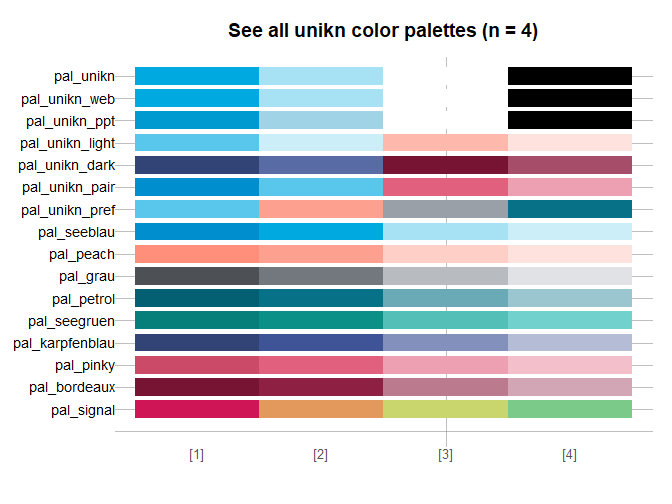 See all unikn color palettes (n = 4)
pal_unikn
pal_unikn_web
pal_unikn_ppt
pal_unikn_light
pal_unikn_dark
pal_unikn_pair
pal_unikn_pref
pal_seeblau
pal_peach
pal_grau
pal_petrol
pal_seegruen
pal_karpfenblau
pal_pinky
pal_bordeaux
pal_signal
[1] [2] [3] [4]